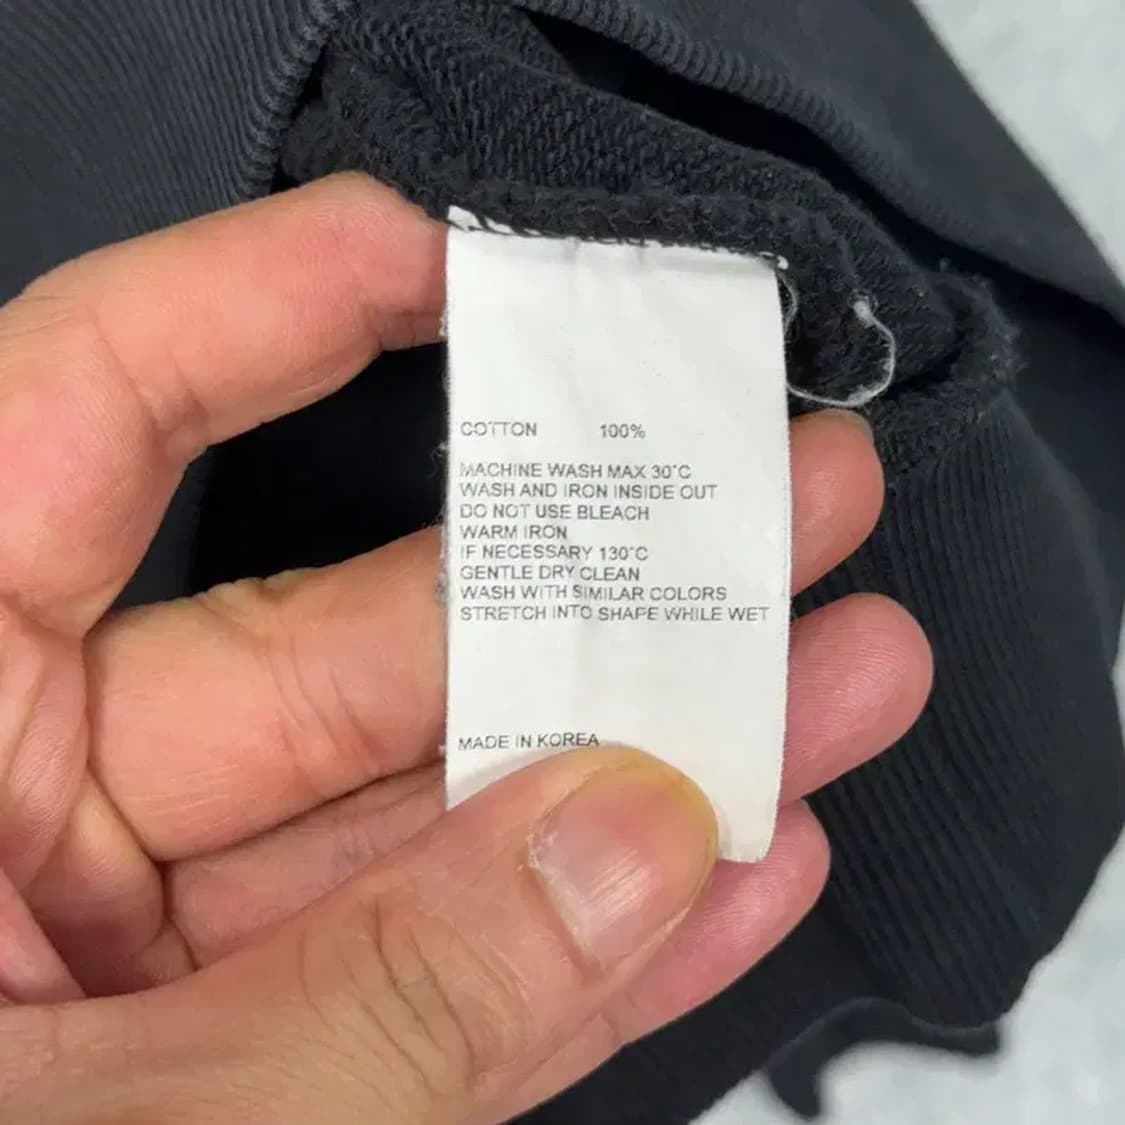 COTTON 100%
MACHINE WASH MAX 30°C
WASH AND IRON INSIDE OUT
DO NOT USE BLEACH
WARM IRON
IF NECESSARY 130°C
GENTLE DRY CLEAN
WASH WITH SIMILAR COLORS
STRETCH INTO SHAPE WHILE WET
MADE IN KOREA